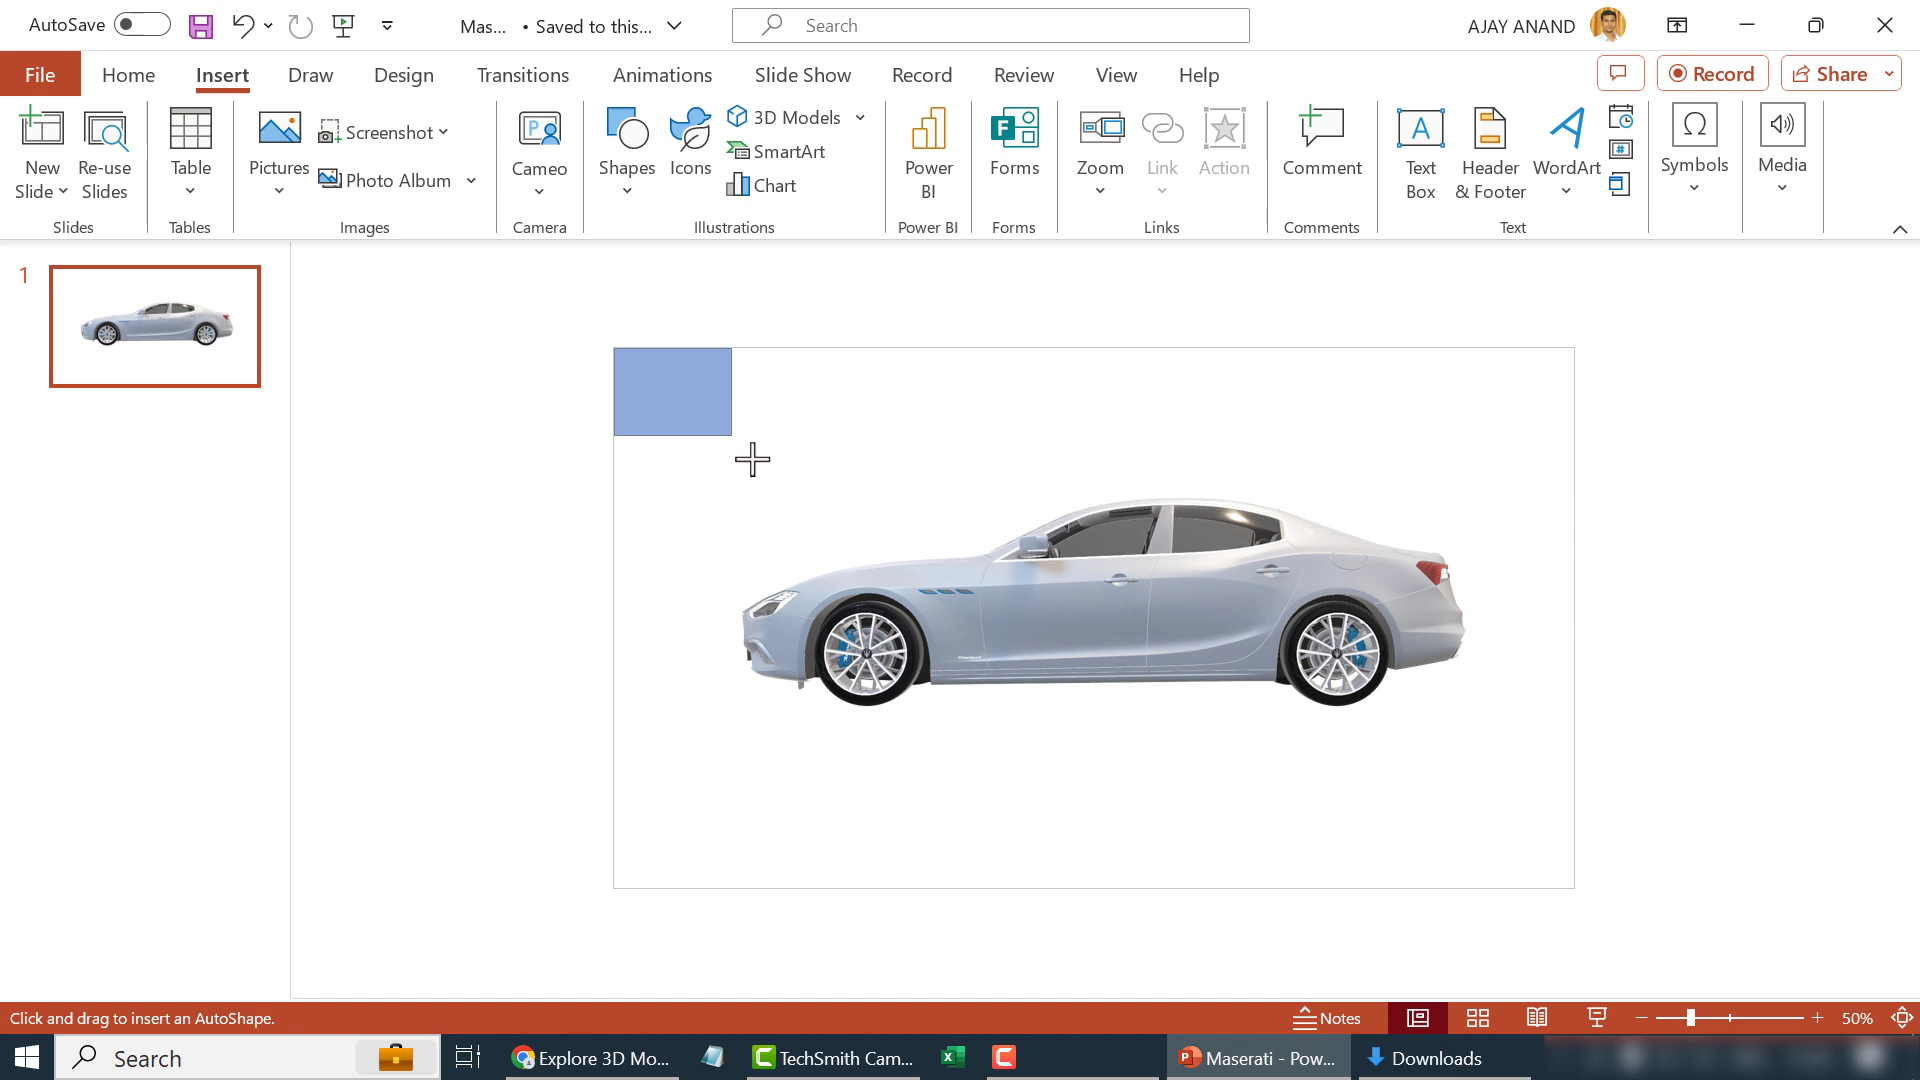 AutoSave
Mas... • Saved to this...
Search
AJAY ANAND
File Home Insert Draw Design Transitions Animations Slide Show Record Review View Help
Record
Share
New Slide
Re-use Slides
Slides
Table
Tables
Pictures
Screenshot
Photo Album
Images
Cameo
Camera
Shapes
Icons
3D Models
SmartArt
Chart
Illustrations
Power BI
Power BI
Forms
Forms
Zoom
Link
Action
Links
Comment
Comments
Text Box
Header & Footer
WordArt
Text
Symbols
Media
1
Click and drag to insert an AutoShape.
Notes
50%
Search
Explore 3D Mo...
TechSmith Cam...
Maserati - Pow...
Downloads